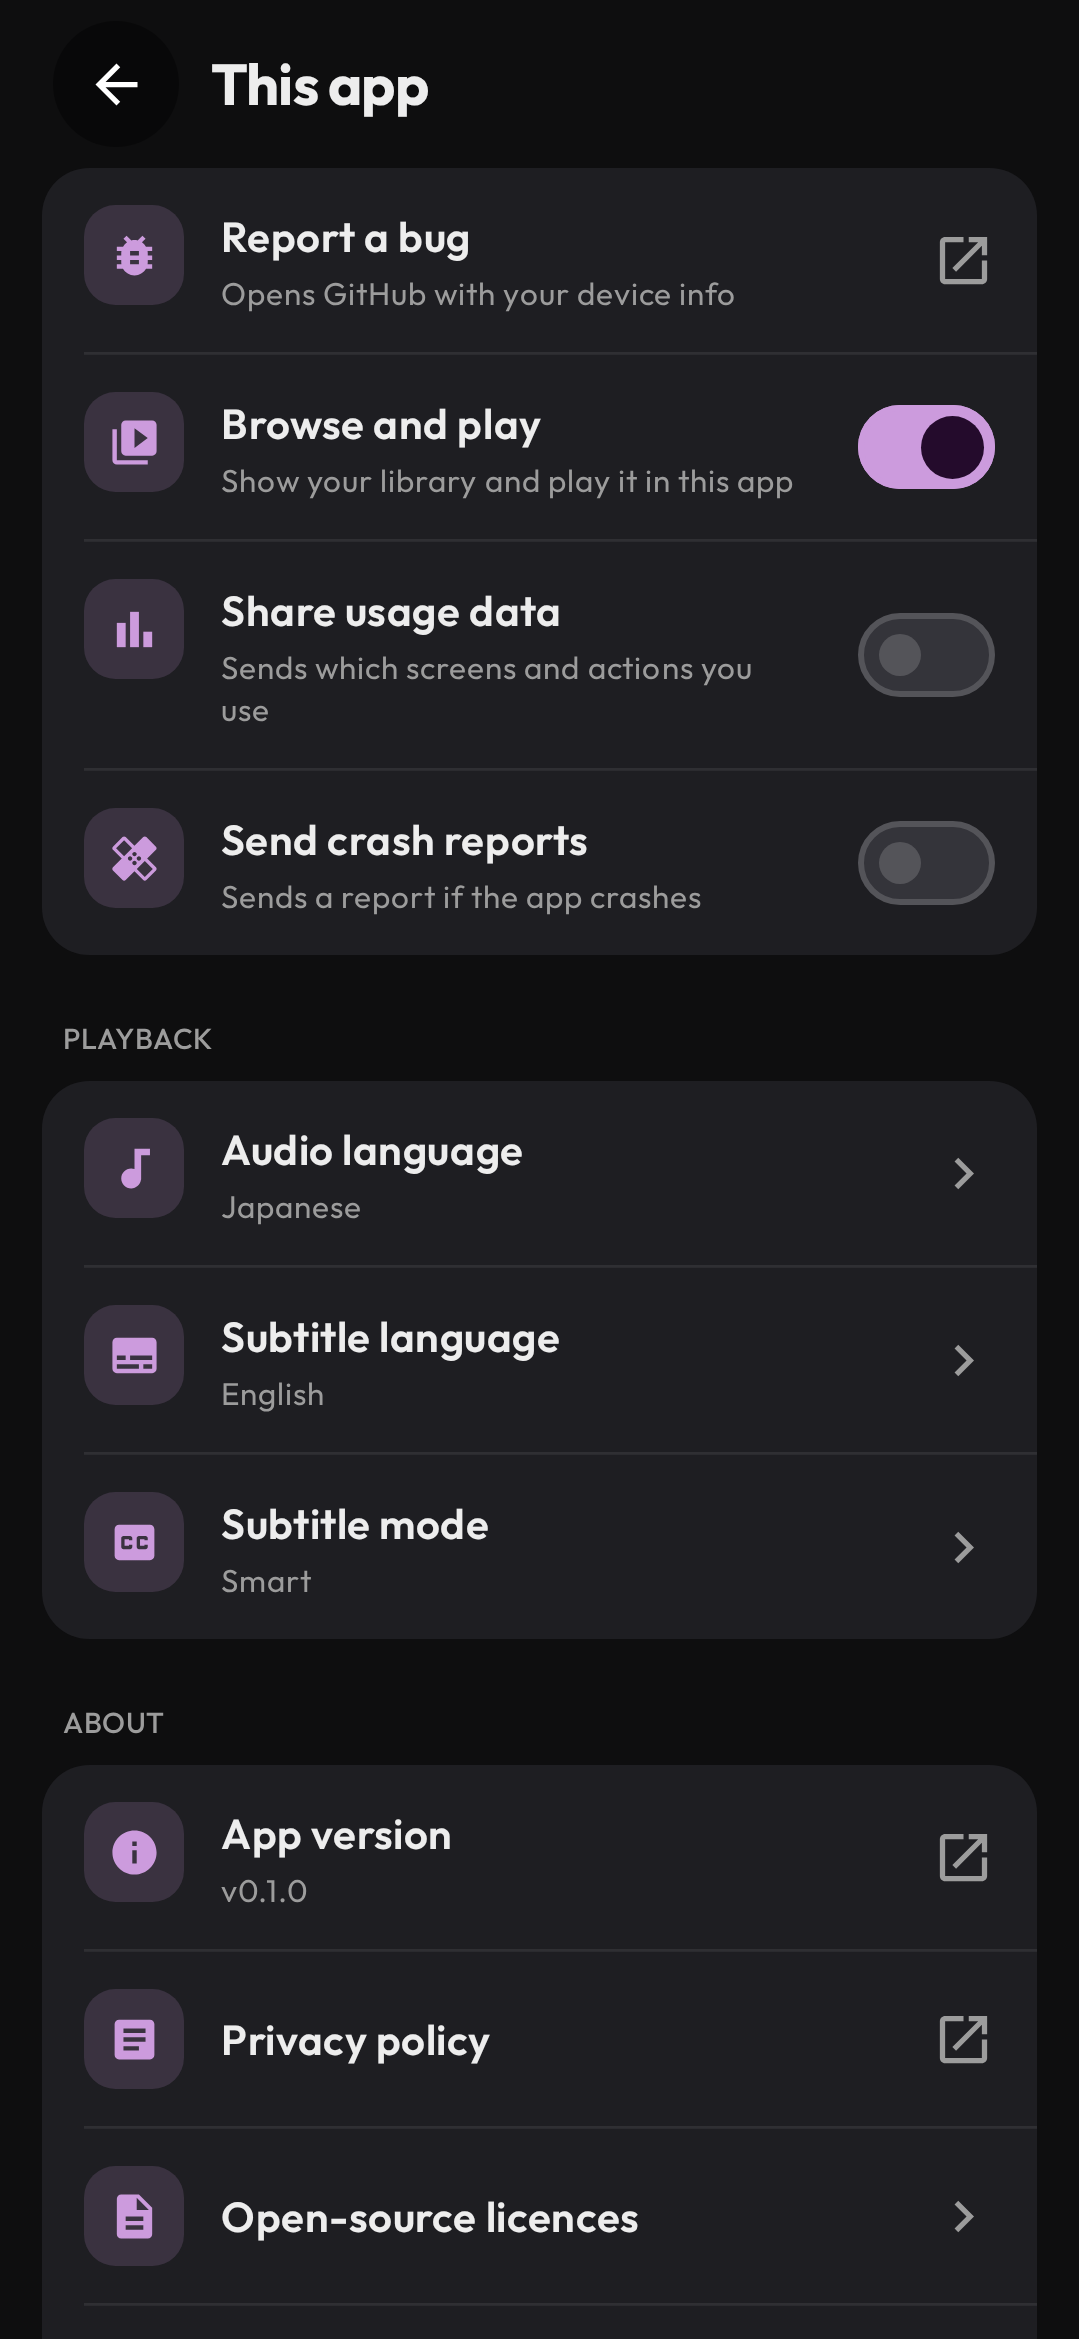 This app
Report a bug
Opens GitHub with your device info
Browse and play
Show your library and play it in this app
Share usage data
Sends which screens and actions you
use
Send crash reports
Sends a report if the app crashes
PLAYBACK
Audio language
Japanese
Subtitle language
English
CC
Subtitle mode
Smart
ABOUT
App version
v0.1.0
Privacy policy
Open-source licences